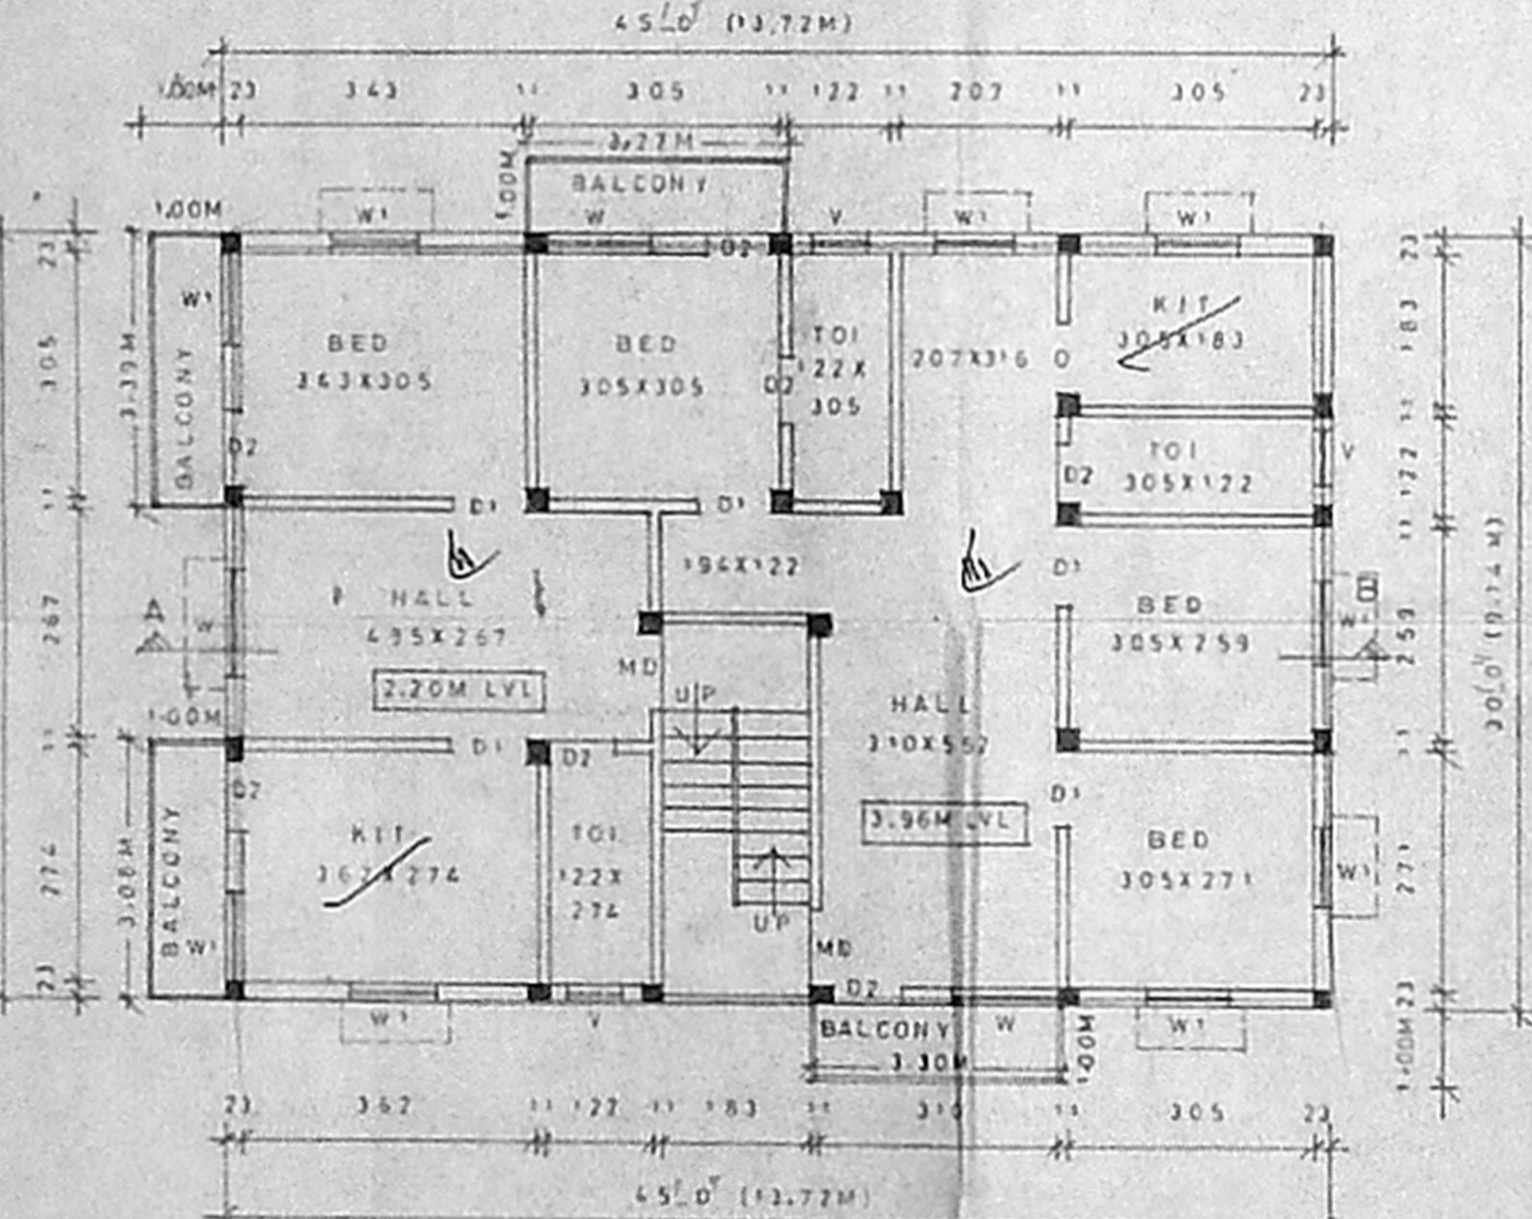 45'-0" (13,72M)
1.00M 23 343 11 305 11 122 11 207 11 305 23
3,27M
1.00M
BALCONY
1.00M
W1 W V W1 W1
D2
23
305
11
267
11
274
23
3.39M
3.08M
W1
BALCONY
D2
BED
343X305
BED
305X305
D2
TOI
122X
305
207X316
O
KIT
305X183
TOI
305X122
D2
V
D1 D1
194X122
D1
A
W
HALL
495X267
2.20M LVL
MD
UP
BED
305X259
B
W1
HALL
310X562
3.96M LVL
1.00M
D1 D2
D2
BALCONY
W1
KIT
362X274
TOI
122X
274
UP
MD
D2
D1
BED
305X271
W1
W1 V
BALCONY W
3.30M
1.00M
W1
23
183
11
122
11
259
11
271
23
1.00M
30'-0" (9.14 M)
23 362 11 122 11 183 11 310 11 305 23
45'-0" (13.72M)